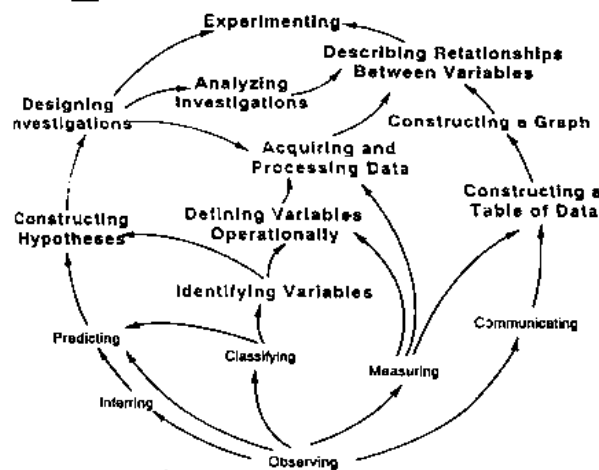 Experimenting
Describing Relationships
Between Variables
Analyzing
Investigations
Designing
Investigations
Constructing a Graph
Acquiring and
Processing Data
Constructing a
Table of Data
Defining Variables
Operationally
Constructing
Hypotheses
Identifying Variables
Communicating
Predicting
Classifying
Measuring
Inferring
Observing